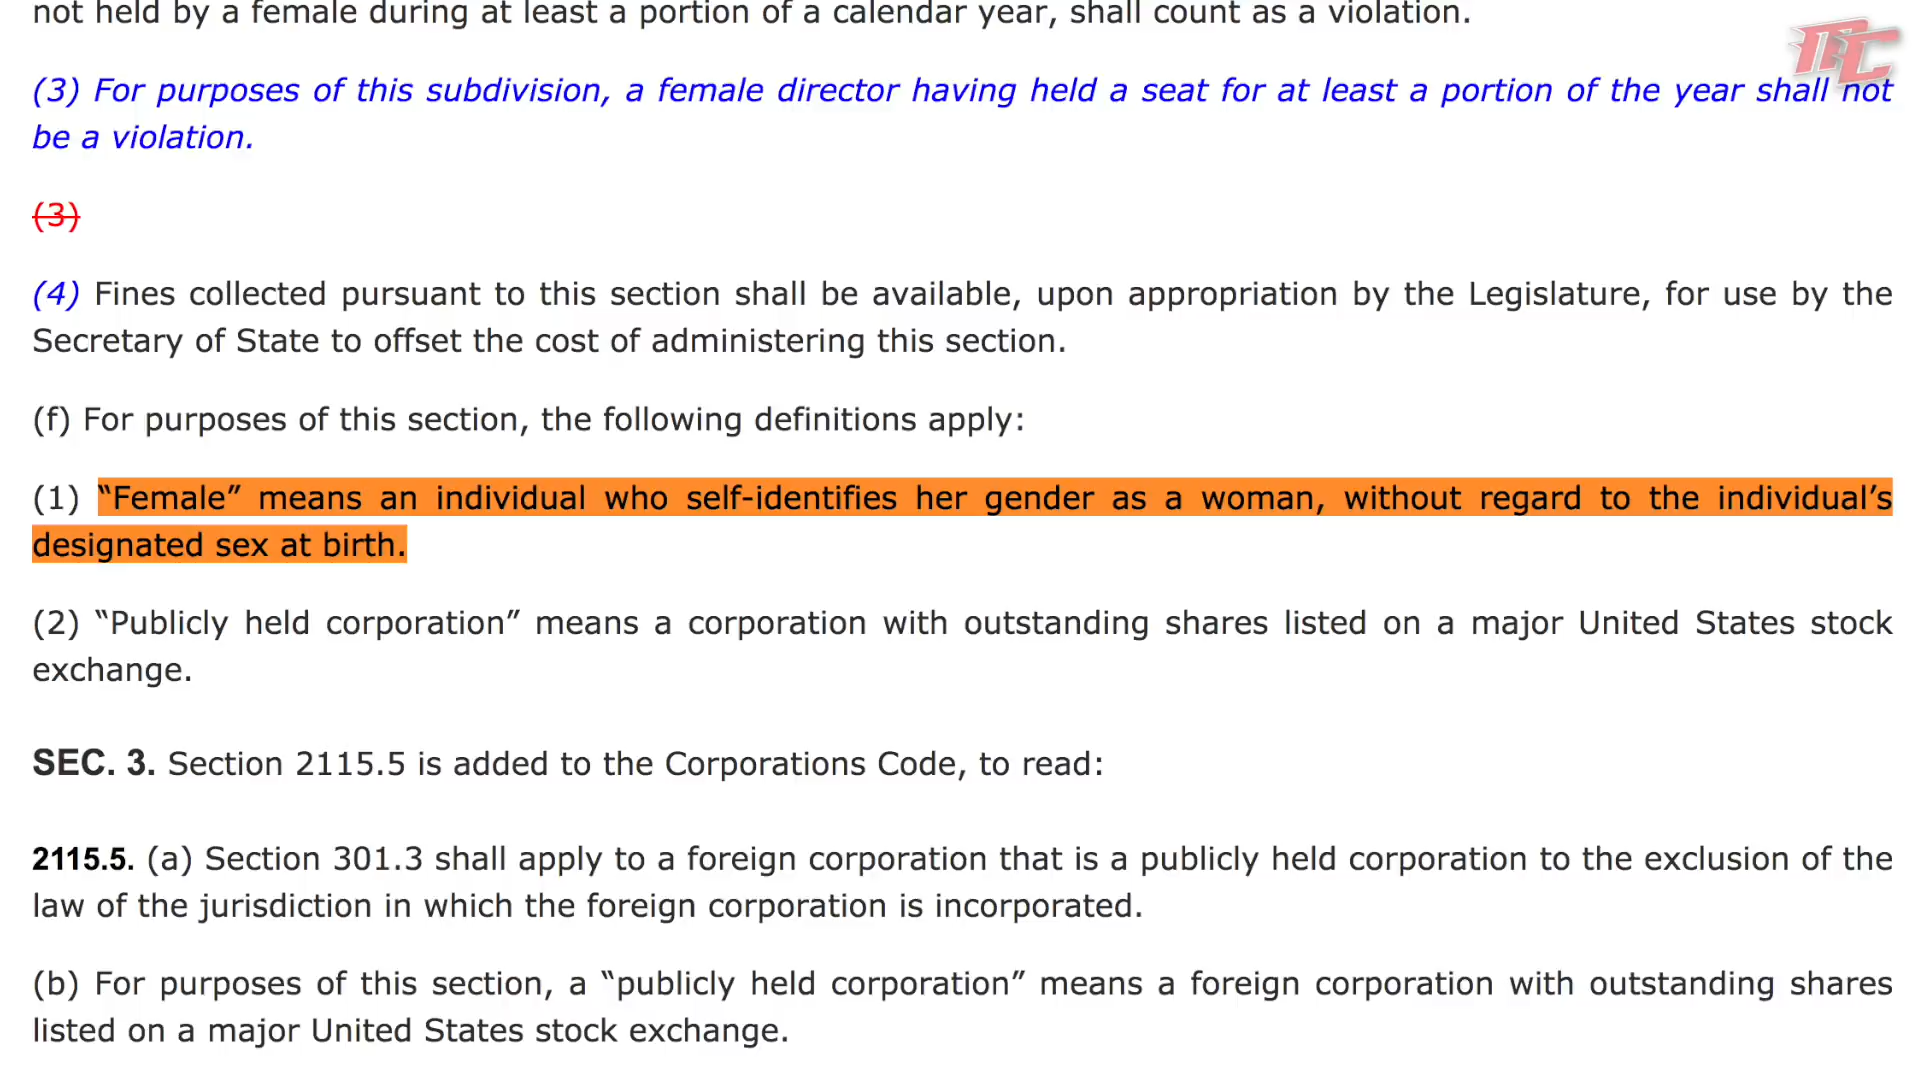 not held by a female during at least a portion of a calendar year, shall count as a violation.
(3) For purposes of this subdivision, a female director having held a seat for at least a portion of the year shall not
be a violation.
(3)
(4) Fines collected pursuant to this section shall be available, upon appropriation by the Legislature, for use by the
Secretary of State to offset the cost of administering this section.
(f) For purposes of this section, the following definitions apply:
(1) “Female” means an individual who self-identifies her gender as a woman, without regard to the individual’s
designated sex at birth.
(2) “Publicly held corporation” means a corporation with outstanding shares listed on a major United States stock
exchange.
SEC. 3. Section 2115.5 is added to the Corporations Code, to read:
2115.5. (a) Section 301.3 shall apply to a foreign corporation that is a publicly held corporation to the exclusion of the
law of the jurisdiction in which the foreign corporation is incorporated.
(b) For purposes of this section, a “publicly held corporation” means a foreign corporation with outstanding shares
listed on a major United States stock exchange.